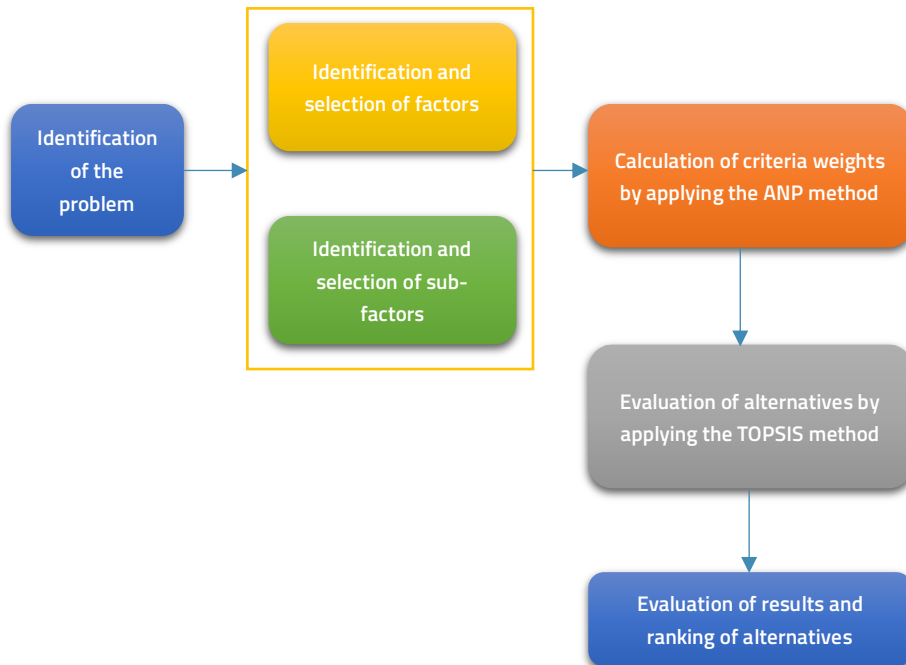 Identification
of the
problem
Identification and
selection of factors
Identification and
selection of sub-
factors
Calculation of criteria weights
by applying the ANP method
Evaluation of alternatives by
applying the TOPSIS method
Evaluation of results and
ranking of alternatives